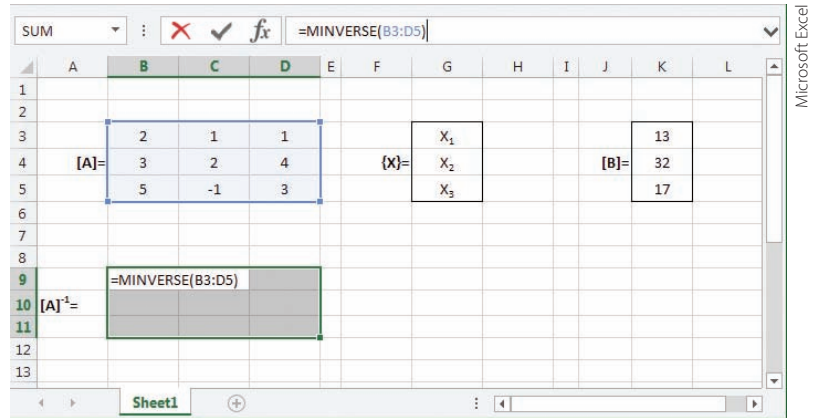 SUM fx =MINVERSE(B3:D5)
A B C D E F G H I J K L
1
2
3 2 1 1 X₁ 13
4 [A]= 3 2 4 {X}= X₂ [B]= 32
5 5 -1 3 X₃ 17
6
7
8
9 =MINVERSE(B3:D5)
10 [A]⁻¹=
11
12
13
Sheet1
Microsoft Excel